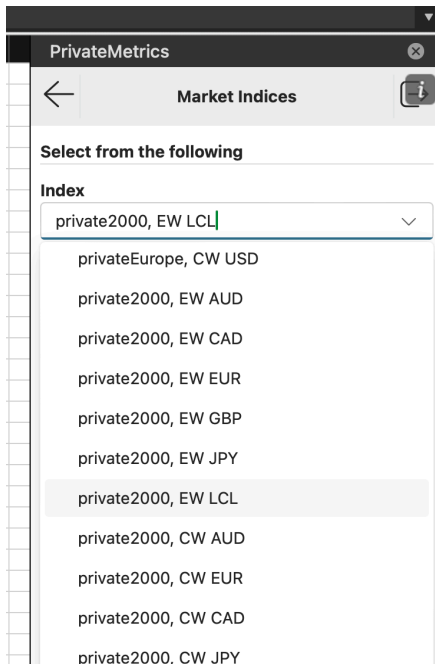 PrivateMetrics
Market Indices
i
Select from the following
Index
private2000, EW LCL
privateEurope, CW USD
private2000, EW AUD
private2000, EW CAD
private2000, EW EUR
private2000, EW GBP
private2000, EW JPY
private2000, EW LCL
private2000, CW AUD
private2000, CW EUR
private2000, CW CAD
private2000, CW JPY